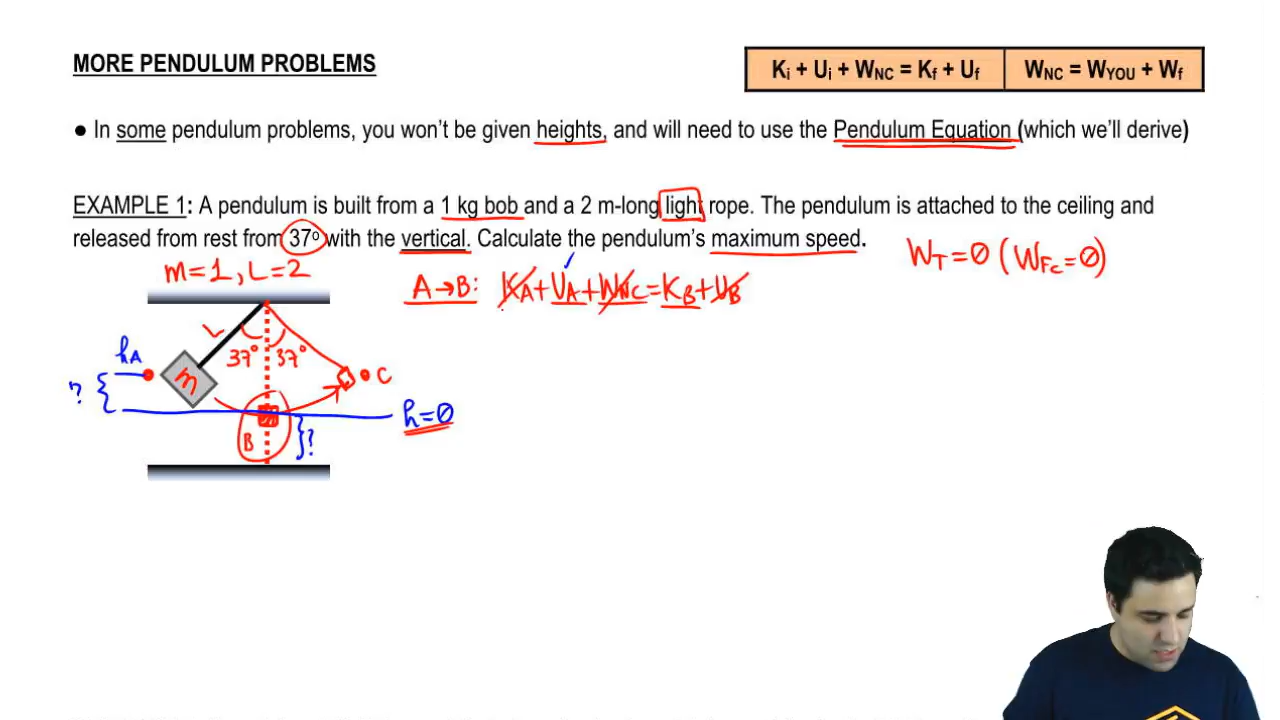 MORE PENDULUM PROBLEMS
Ki + Ui + WNC = Kf + Uf
WNC = WYOU + Wf
● In some pendulum problems, you won't be given heights, and will need to use the Pendulum Equation (which we'll derive)
EXAMPLE 1: A pendulum is built from a 1 kg bob and a 2 m-long light rope. The pendulum is attached to the ceiling and
released from rest from 37° with the vertical. Calculate the pendulum's maximum speed.
WT=0 (WFc=0)
m=1, L=2
A→B: KA+UA+WNC=KB+UB
L
37° 37°
hA
m
C
?
h=0
B
?